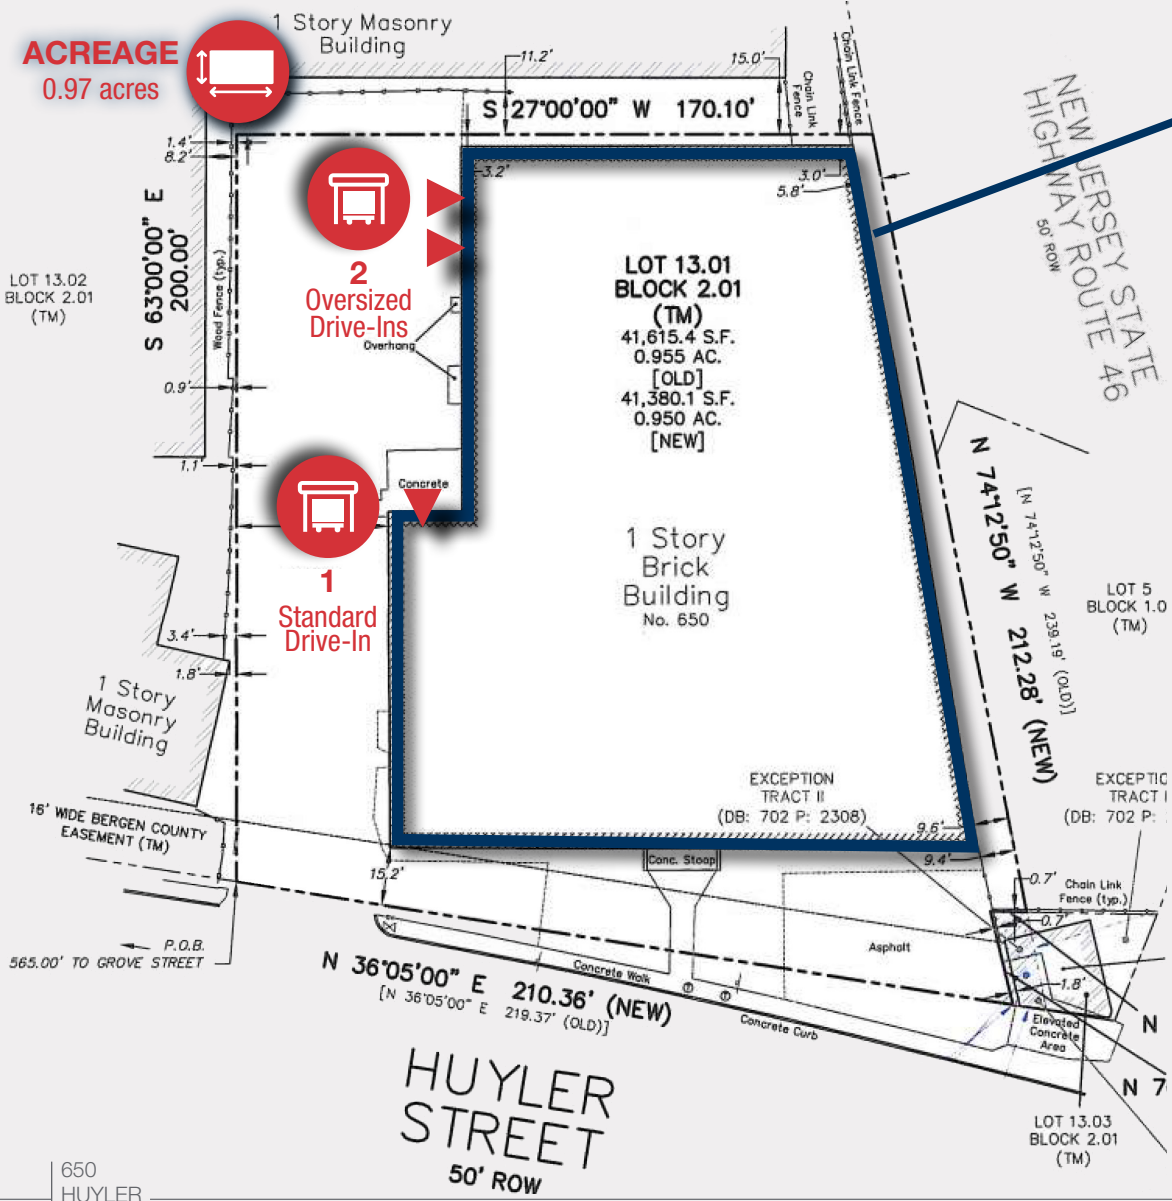 1 Story Masonry
Building
ACREAGE
0.97 acres
11.2'
15.0'
Chain Link
Fence
Chain Link Fence
S 27°00'00" W 170.10'
NEW JERSEY STATE
HIGHWAY ROUTE 46
50' ROW
1.4'
8.2'
3.2'
3.0'
5.8'
S 63°00'00" E
200.00'
Wood Fence (typ.)
LOT 13.02
BLOCK 2.01
(TM)
2
Oversized
Drive-Ins
Overhang
LOT 13.01
BLOCK 2.01
(TM)
41,615.4 S.F.
0.955 AC.
[OLD]
41,380.1 S.F.
0.950 AC.
[NEW]
0.9'
1.1'
Concrete
N 74°12'50" W 212.28' (NEW)
[N 74°12'50" W 239.19' (OLD)]
1 Story
Brick
Building
No. 650
1
Standard
Drive-In
LOT 5
BLOCK 1.0
(TM)
3.4'
1.8'
1 Story
Masonry
Building
EXCEPTION
TRACT II
(DB: 702 P: 2308)
EXCEPTIO
TRACT I
(DB: 702 P:
16' WIDE BERGEN COUNTY
EASEMENT (TM)
9.6'
9.4'
Conc. Stoop
15.2'
0.7'
Chain Link
Fence (typ.)
0.7'
P.O.B.
565.00' TO GROVE STREET
Asphalt
Concrete Walk
1.8'
N 36°05'00" E 210.36' (NEW)
[N 36°05'00" E 219.37' (OLD)]
Concrete Curb
Elevated
Concrete
Area
N
N 7
HUYLER
STREET
50' ROW
LOT 13.03
BLOCK 2.01
(TM)
650
HUYLER